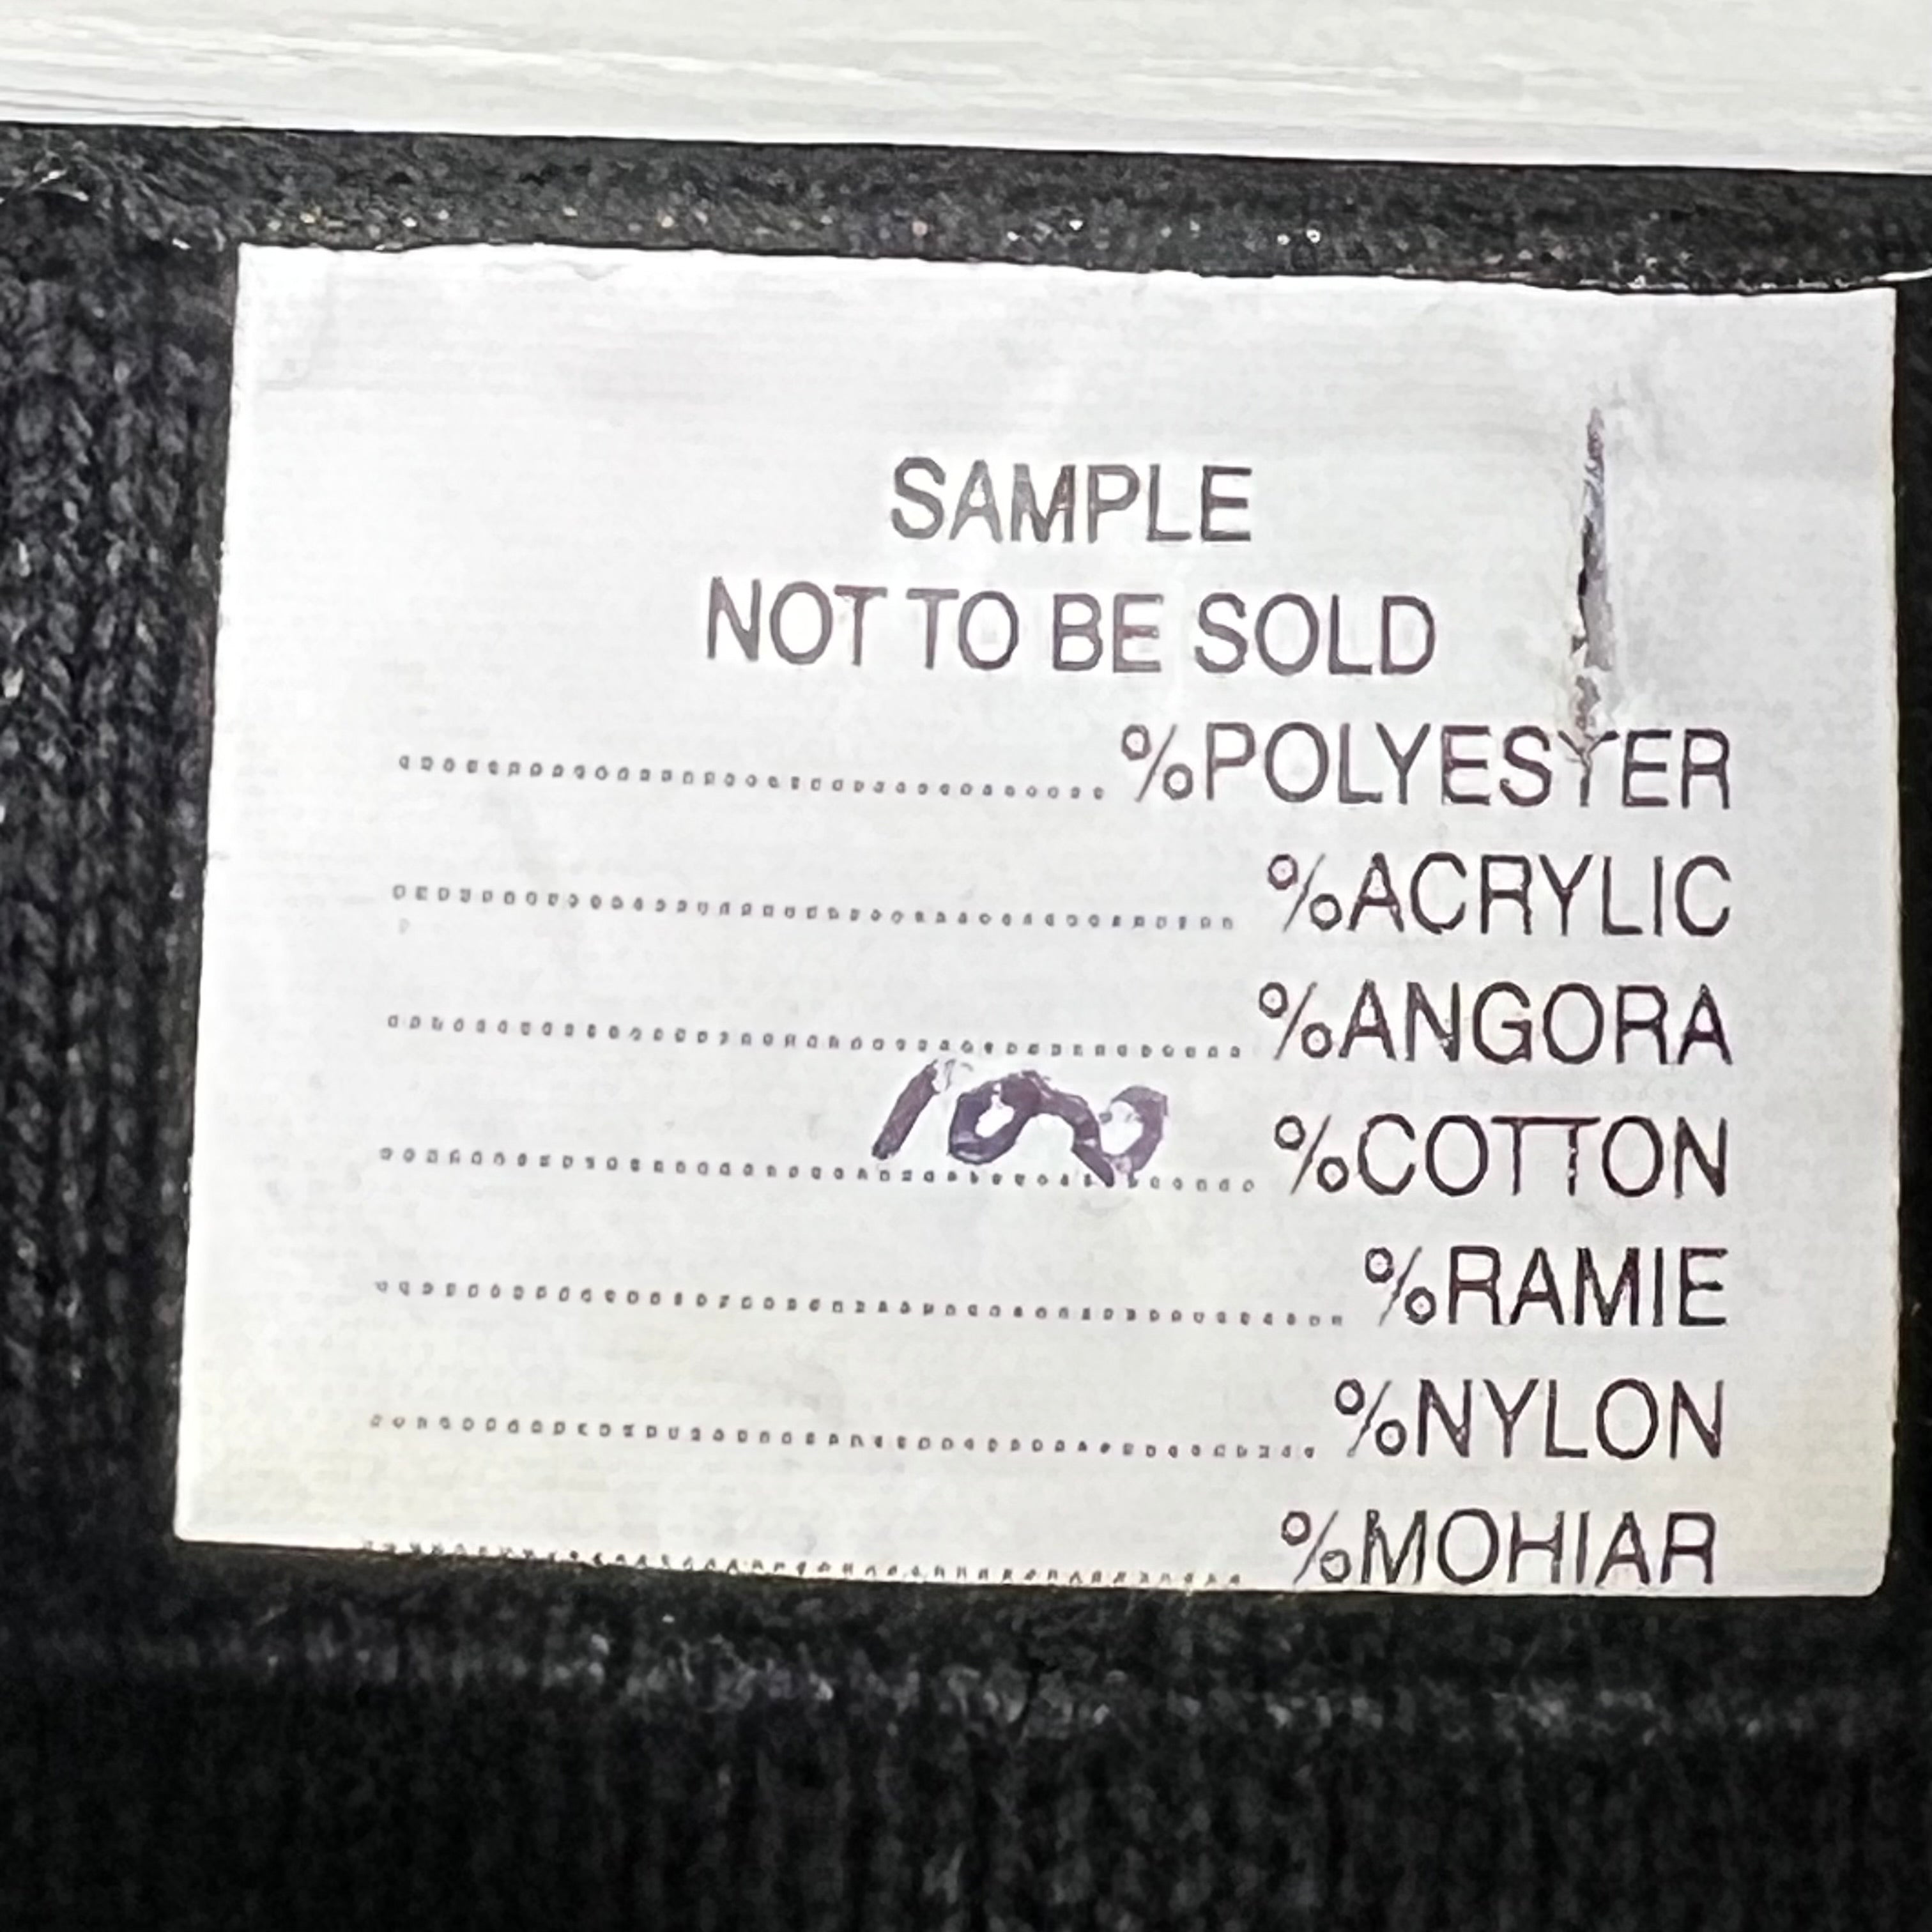 SAMPLE
NOT TO BE SOLD
........................................ %POLYESTER
........................................ %ACRYLIC
........................................ %ANGORA
........................................ 100 %COTTON
........................................ %RAMIE
........................................ %NYLON
........................................ %MOHIAR